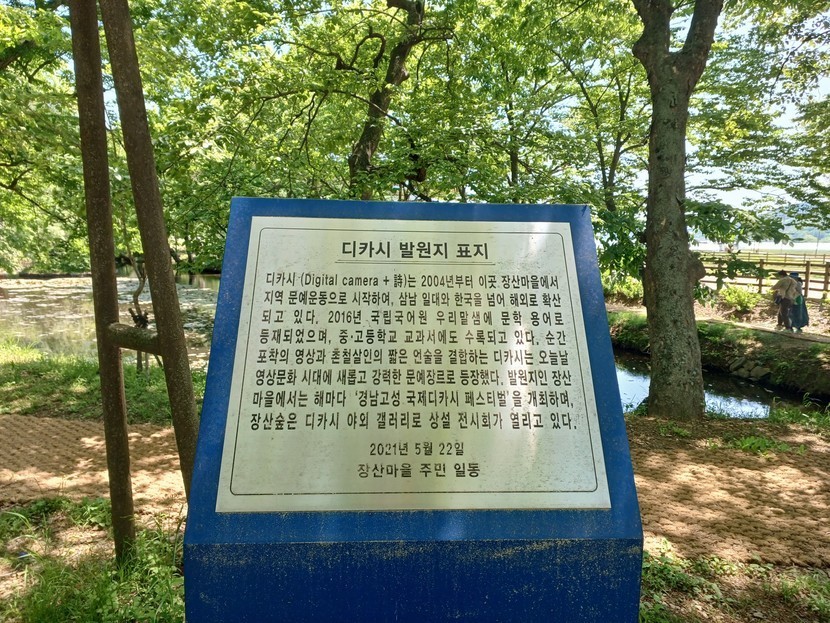 디카시 발원지 표지
디카시(Digital camera + 詩)는 2004년부터 이곳 장산마을에서
지역 문예운동으로 시작하여, 삼남 일대와 한국을 넘어 해외로 확산
되고 있다. 2016년 국립국어원 우리말샘에 문학 용어로
등재되었으며, 중·고등학교 교과서에도 수록되고 있다. 순간
포착의 영상과 촌철살인의 짧은 언술을 결합하는 디카시는 오늘날
영상문화 시대에 새롭고 강력한 문예장르로 등장했다. 발원지인 장산
마을에서는 해마다 '경남고성 국제디카시 페스티벌'을 개최하며,
장산숲은 디카시 야외 갤러리로 상설 전시회가 열리고 있다.
2021년 5월 22일
장산마을 주민 일동